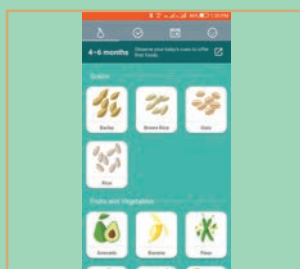 4-6 months
Observe your baby's cues to offer
first foods.
Grains
Barley
Brown Rice
Oats
Rice
Fruits and Vegetables
Avocado
Banana
Peas